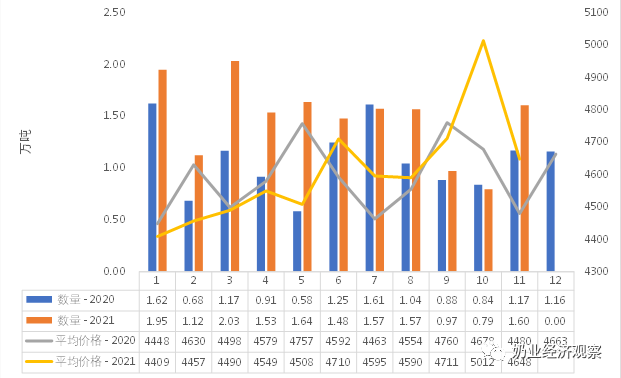 2.50 5100
5000
2.00 4900
4800
1.50 4700
1.00 4600
4500
0.50 4400
0.00 4300
万吨
1 2 3 4 5 6 7 8 9 10 11 12
数量 - 2020 1.62 0.68 1.17 0.91 0.58 1.25 1.61 1.04 0.88 0.84 1.17 1.16
数量 - 2021 1.95 1.12 2.03 1.53 1.64 1.48 1.57 1.57 0.97 0.79 1.60 0.00
平均价格 - 2020 4448 4630 4498 4579 4757 4592 4463 4554 4760 4678 4480 4663
平均价格 - 2021 4409 4457 4490 4549 4508 4710 4595 4590 4711 5012 4648
奶业经济观察